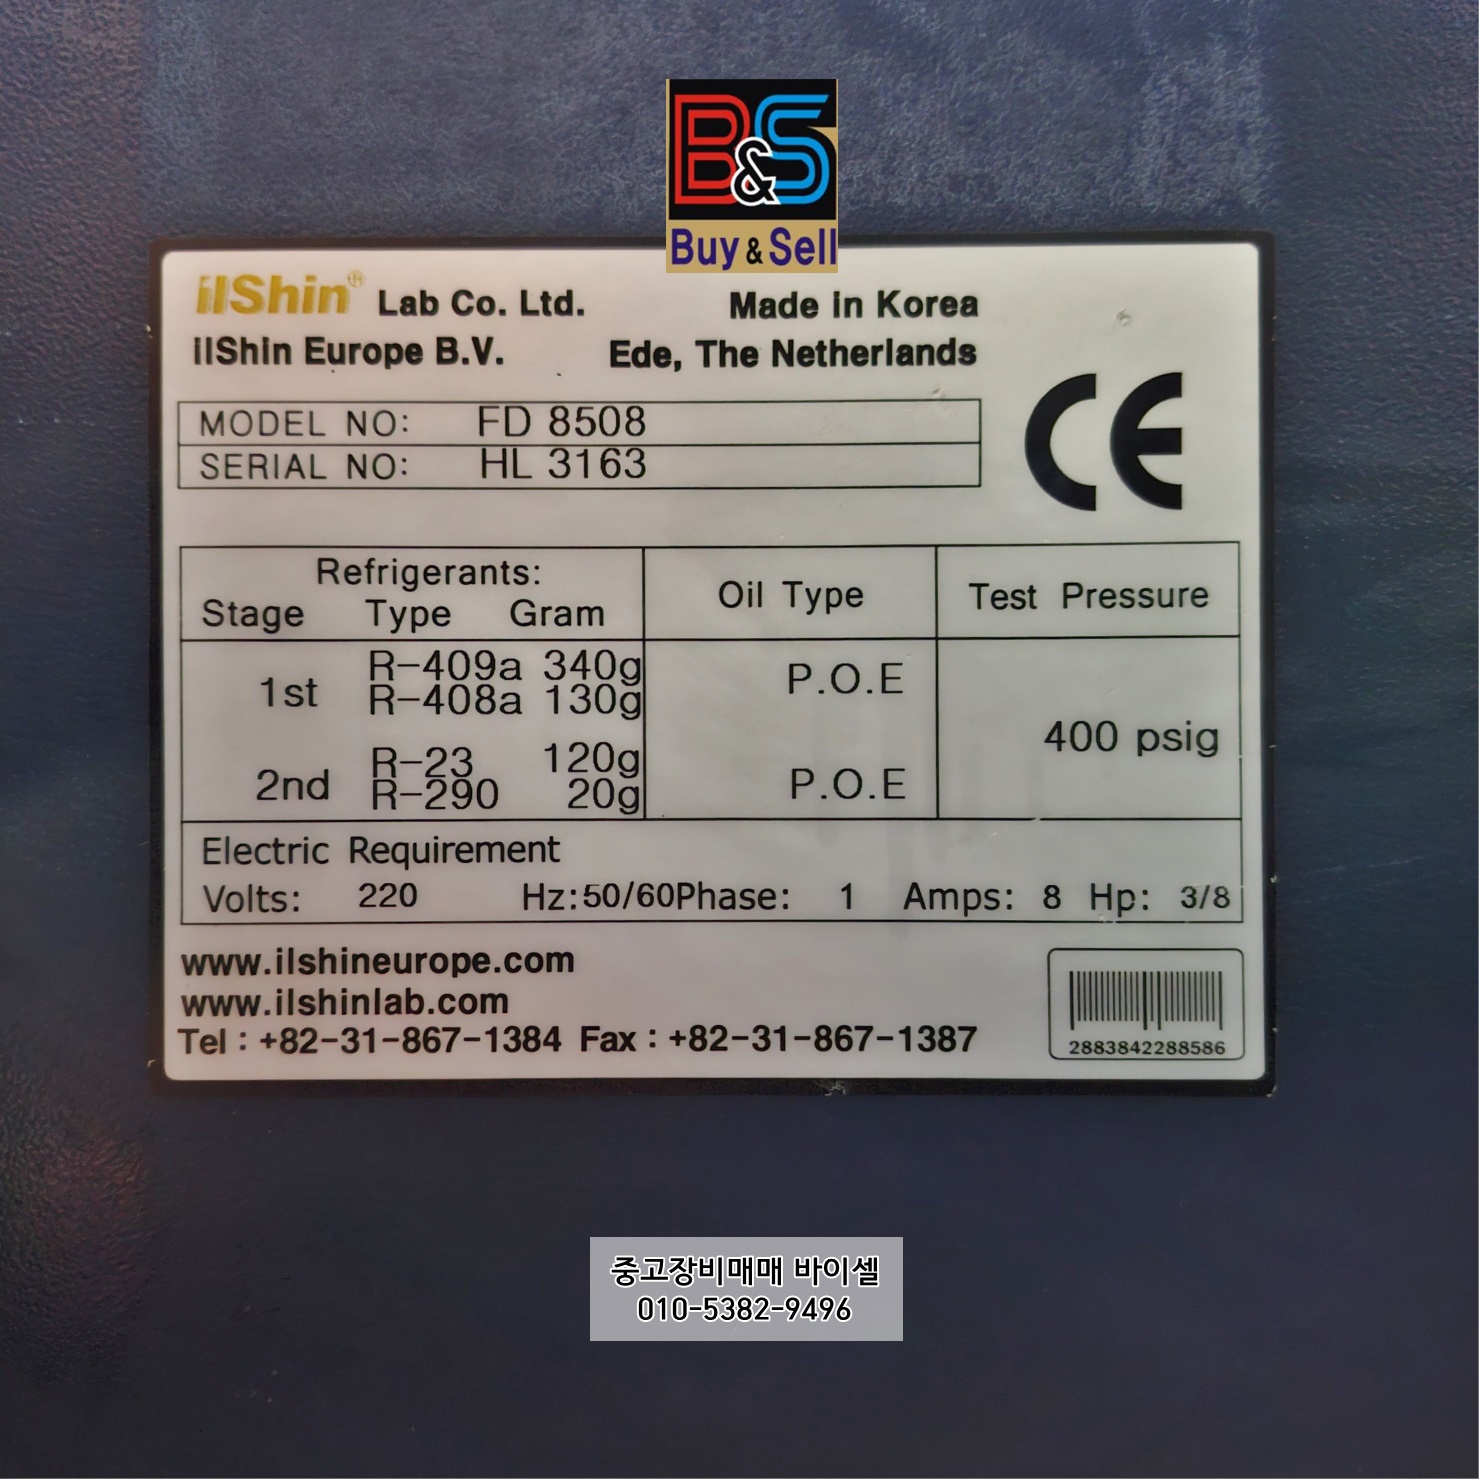 B&S
Buy & Sell
ilShin® Lab Co. Ltd. Made in Korea
ilShin Europe B.V. Ede, The Netherlands
CE
MODEL NO: FD 8508
SERIAL NO: HL 3163
Refrigerants:
Stage Type Gram Oil Type Test Pressure
1st R-409a 340g P.O.E
R-408a 130g
400 psig
2nd R-23 120g P.O.E
R-290 20g
Electric Requirement
Volts: 220 Hz:50/60Phase: 1 Amps: 8 Hp: 3/8
www.ilshineurope.com
www.ilshinlab.com
Tel : +82-31-867-1384 Fax : +82-31-867-1387
2883842288586
중고장비매매 바이셀
010-5382-9496